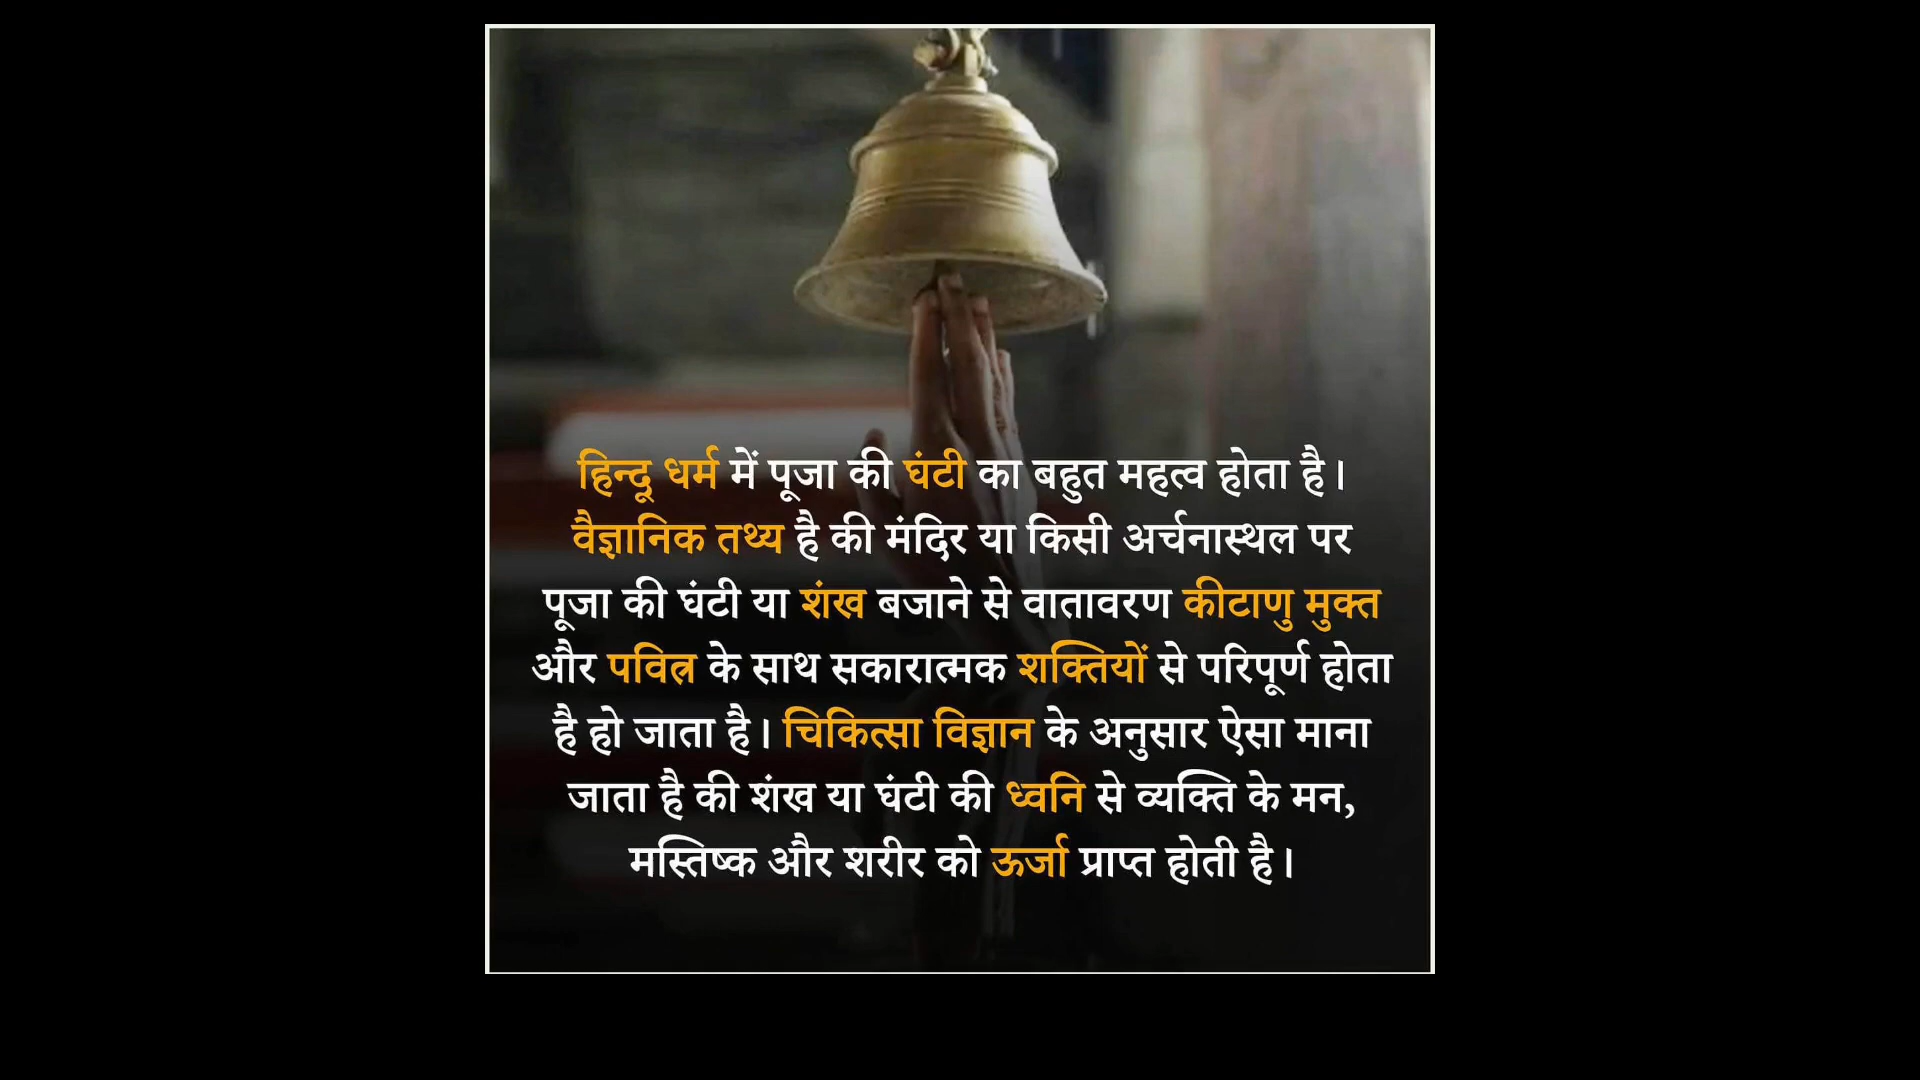 हिन्दू धर्म में पूजा की घंटी का बहुत महत्व होता है।
वैज्ञानिक तथ्य है की मंदिर या किसी अर्चनास्थल पर
पूजा की घंटी या शंख बजाने से वातावरण कीटाणु मुक्त
और पवित्र के साथ सकारात्मक शक्तियों से परिपूर्ण होता
है हो जाता है। चिकित्सा विज्ञान के अनुसार ऐसा माना
जाता है की शंख या घंटी की ध्वनि से व्यक्ति के मन,
मस्तिष्क और शरीर को ऊर्जा प्राप्त होती है।